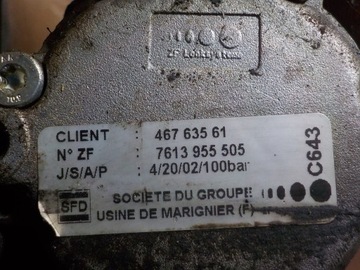 ZF Lenksysteme
CLIENT : 467 635 61
N° ZF : 7613 955 505
J/S/A/P : 4/20/02/100bar
SFD
SOCIETE DU GROUPE
USINE DE MARIGNIER (F)
C643